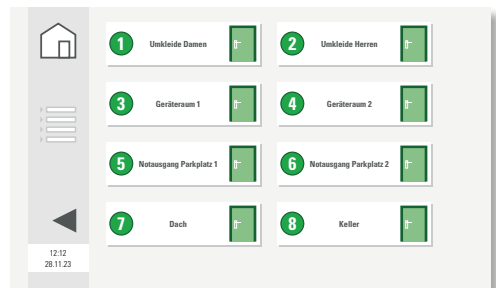 1 Umkleide Damen
2 Umkleide Herren
3 Geräteraum 1
4 Geräteraum 2
5 Notausgang Parkplatz 1
6 Notausgang Parkplatz 2
7 Dach
8 Keller
12:12
28.11.23